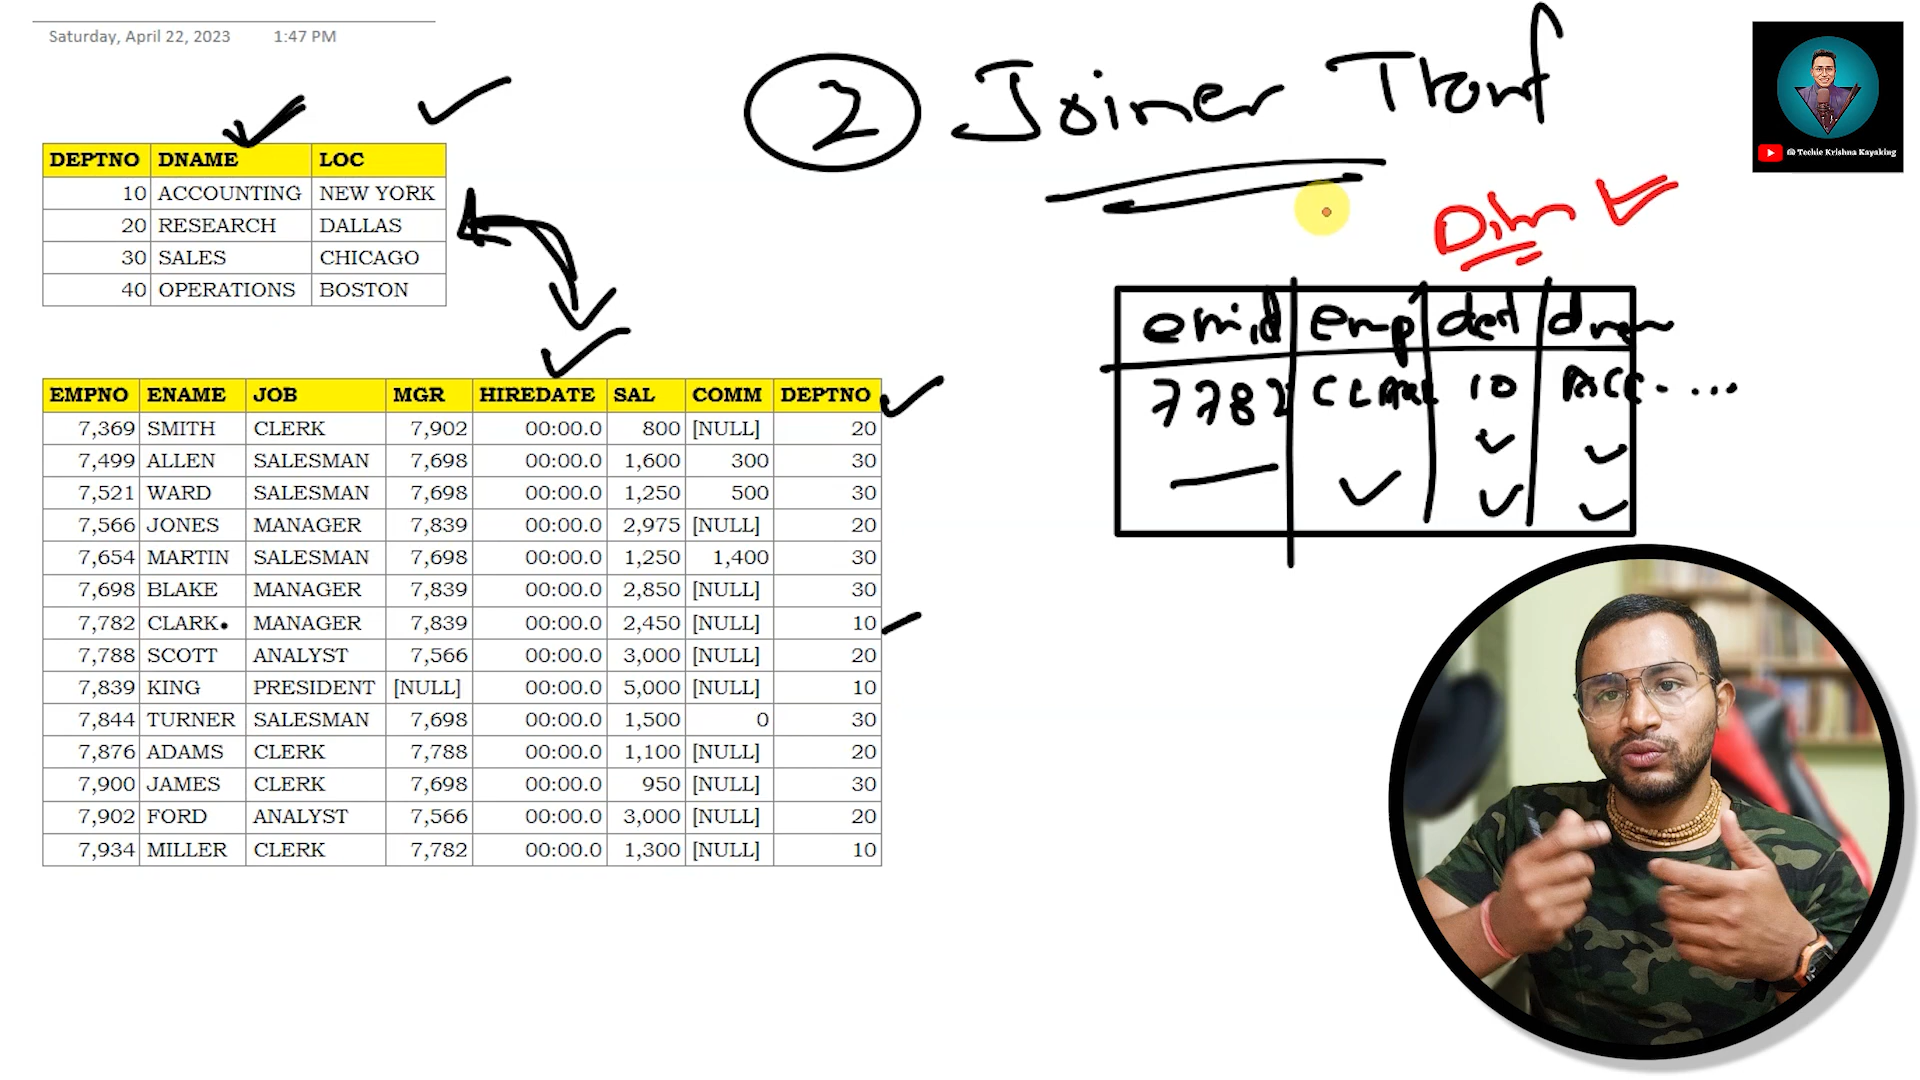 Saturday, April 22, 2023 1:47 PM
2 Joiner
@ Techie Krishna Kayaking
Dim
DEPTNO DNAME LOC
10 ACCOUNTING NEW YORK
20 RESEARCH DALLAS
30 SALES CHICAGO
40 OPERATIONS BOSTON
emp
7782 10 ...
EMPNO ENAME JOB MGR HIREDATE SAL COMM DEPTNO
7,369 SMITH CLERK 7,902 00:00.0 800 [NULL] 20
7,499 ALLEN SALESMAN 7,698 00:00.0 1,600 300 30
7,521 WARD SALESMAN 7,698 00:00.0 1,250 500 30
7,566 JONES MANAGER 7,839 00:00.0 2,975 [NULL] 20
7,654 MARTIN SALESMAN 7,698 00:00.0 1,250 1,400 30
7,698 BLAKE MANAGER 7,839 00:00.0 2,850 [NULL] 30
7,782 CLARK MANAGER 7,839 00:00.0 2,450 [NULL] 10
7,788 SCOTT ANALYST 7,566 00:00.0 3,000 [NULL] 20
7,839 KING PRESIDENT [NULL] 00:00.0 5,000 [NULL] 10
7,844 TURNER SALESMAN 7,698 00:00.0 1,500 0 30
7,876 ADAMS CLERK 7,788 00:00.0 1,100 [NULL] 20
7,900 JAMES CLERK 7,698 00:00.0 950 [NULL] 30
7,902 FORD ANALYST 7,566 00:00.0 3,000 [NULL] 20
7,934 MILLER CLERK 7,782 00:00.0 1,300 [NULL] 10